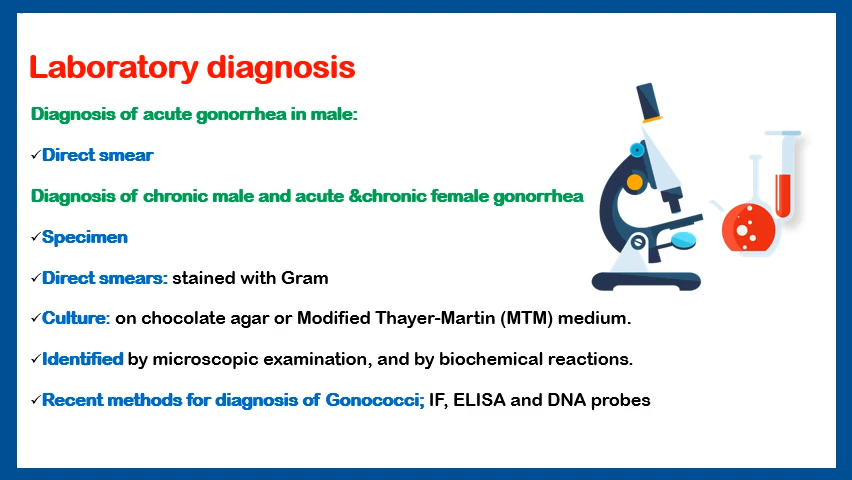 Laboratory diagnosis
Diagnosis of acute gonorrhea in male:
✓Direct smear
Diagnosis of chronic male and acute &chronic female gonorrhea
✓Specimen
✓Direct smears: stained with Gram
✓Culture: on chocolate agar or Modified Thayer-Martin (MTM) medium.
✓Identified by microscopic examination, and by biochemical reactions.
✓Recent methods for diagnosis of Gonococci; IF, ELISA and DNA probes